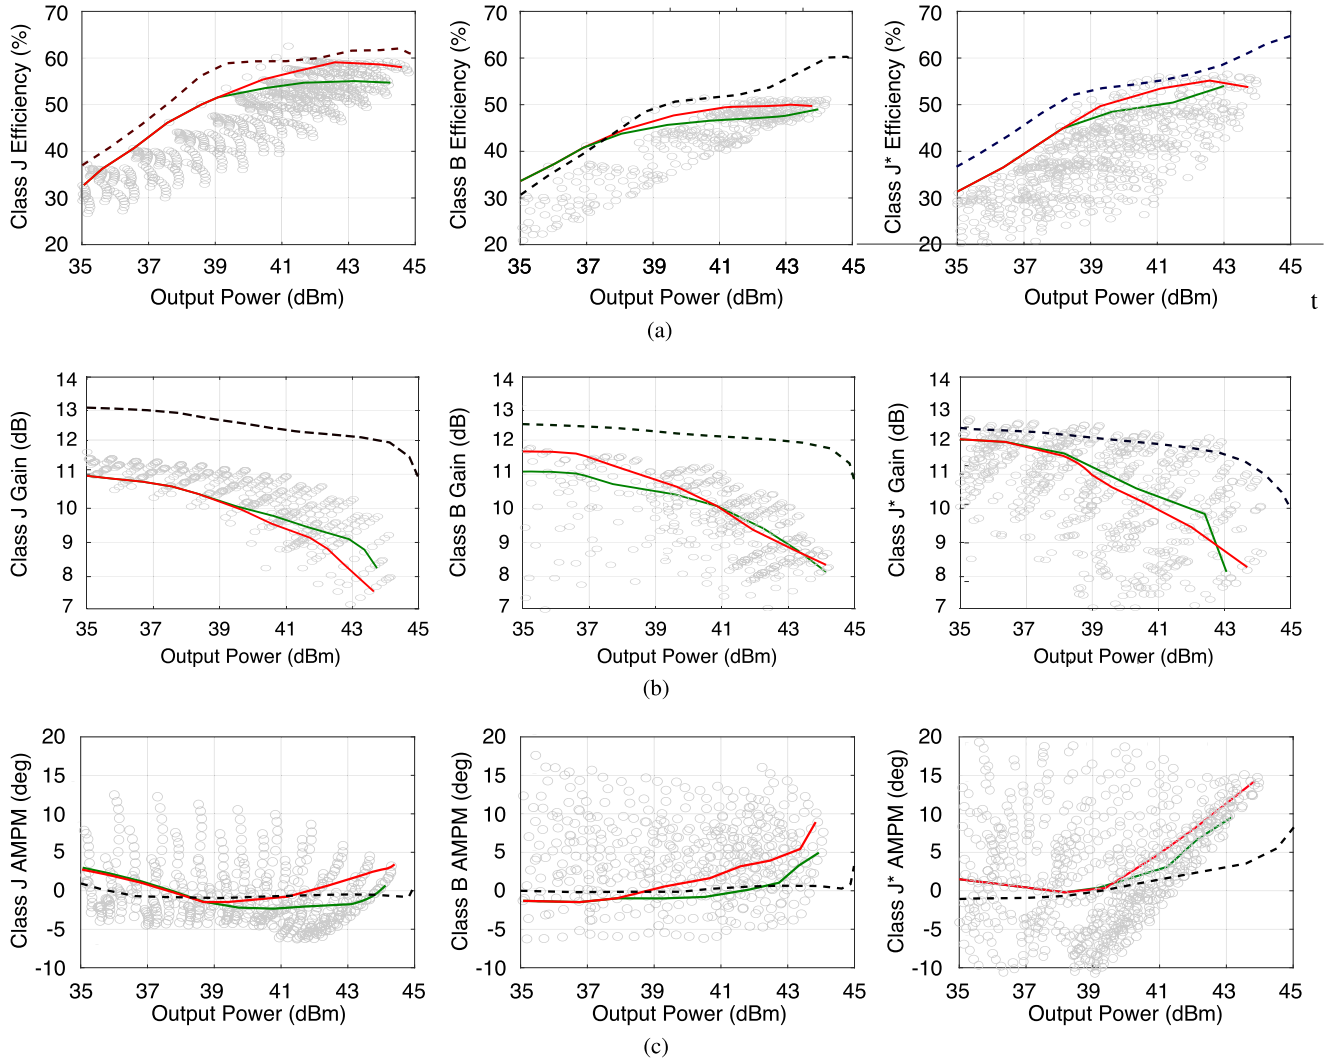 70 60 50 40 30 20
Class J Efficiency (%)
35 37 39 41 43 45
Output Power (dBm)
70 60 50 40 30 20
Class B Efficiency (%)
35 37 39 41 43 45
Output Power (dBm)
70 60 50 40 30 20
Class J* Efficiency (%)
35 37 39 41 43 45
Output Power (dBm)
t
(a)
14 13 12 11 10 9 8 7
Class J Gain (dB)
35 37 39 41 43 45
Output Power (dBm)
14 13 12 11 10 9 8 7
Class B Gain (dB)
35 37 39 41 43 45
Output Power (dBm)
14 13 12 11 10 9 8 7
Class J* Gain (dB)
35 37 39 41 43 45
Output Power (dBm)
(b)
20 15 10 5 0 -5 -10
Class J AMPM (deg)
35 37 39 41 43 45
Output Power (dBm)
20 15 10 5 0 -5 -10
Class B AMPM (deg)
35 37 39 41 43 45
Output Power (dBm)
20 15 10 5 0 -5 -10
Class J* AMPM (deg)
35 37 39 41 43 45
Output Power (dBm)
(c)